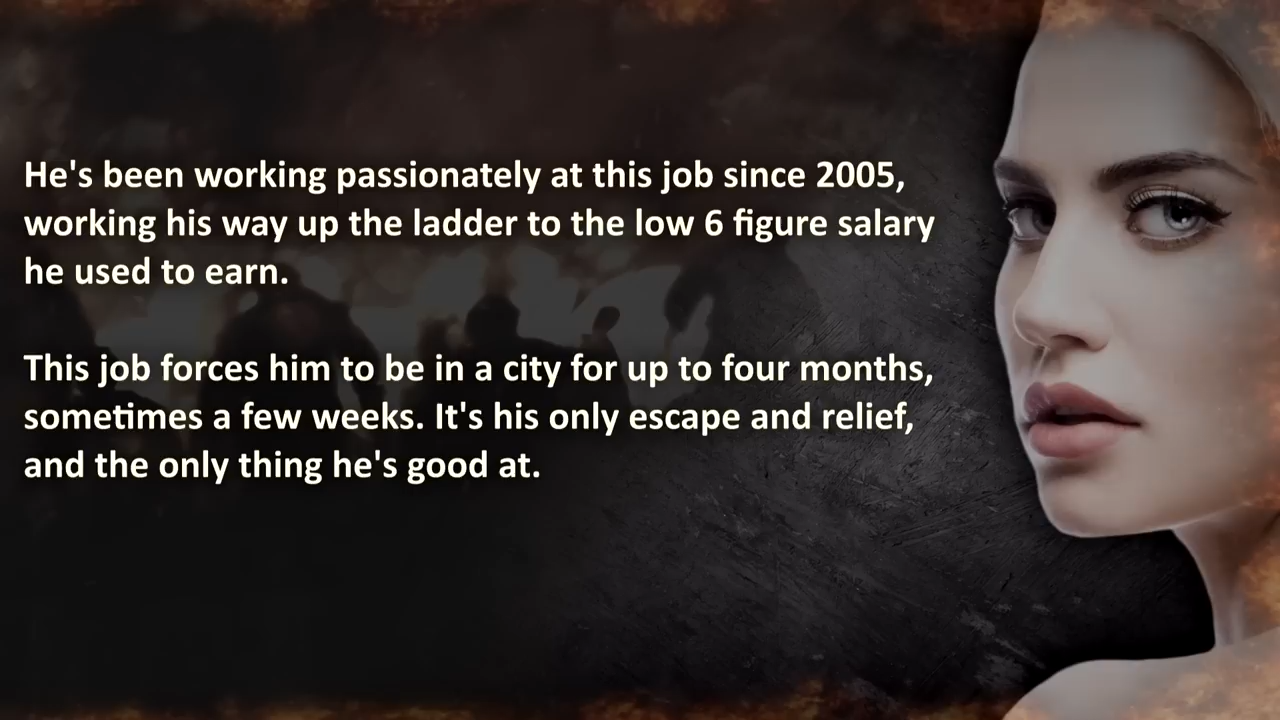 He's been working passionately at this job since 2005,
working his way up the ladder to the low 6 figure salary
he used to earn.
This job forces him to be in a city for up to four months,
sometimes a few weeks. It's his only escape and relief,
and the only thing he's good at.